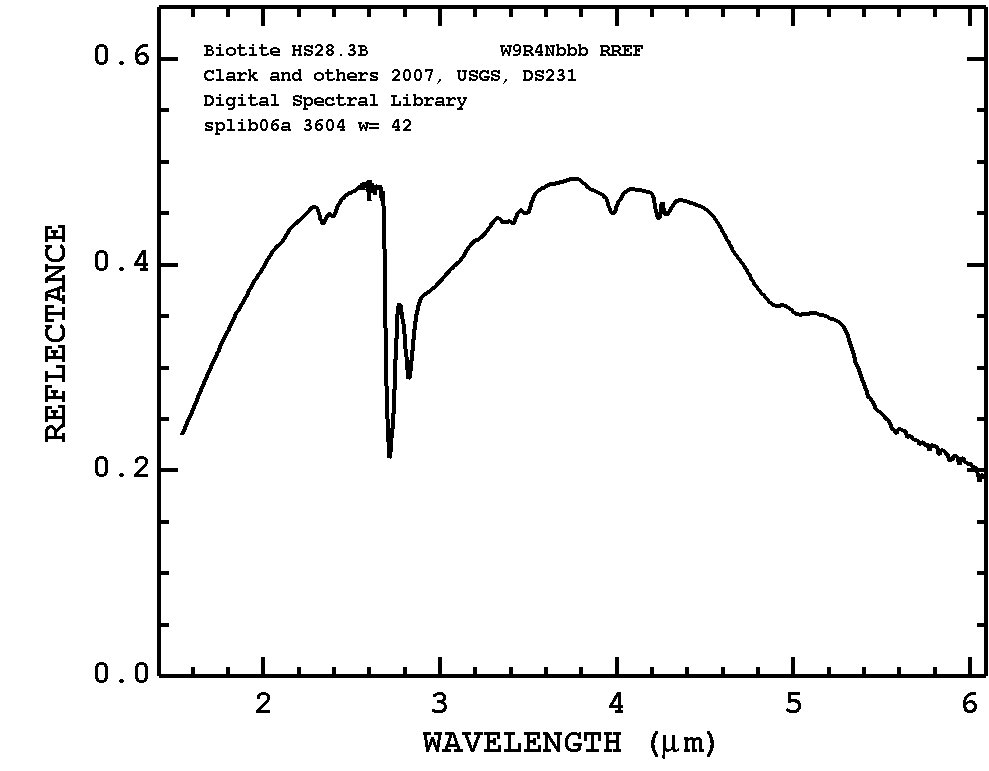 Biotite HS28.3B W9R4Nbbb RREF
Clark and others 2007, USGS, DS231
Digital Spectral Library
splib06a 3604 w= 42
0.6
0.4
0.2
0.0
REFLECTANCE
2 3 4 5 6
WAVELENGTH (μm)